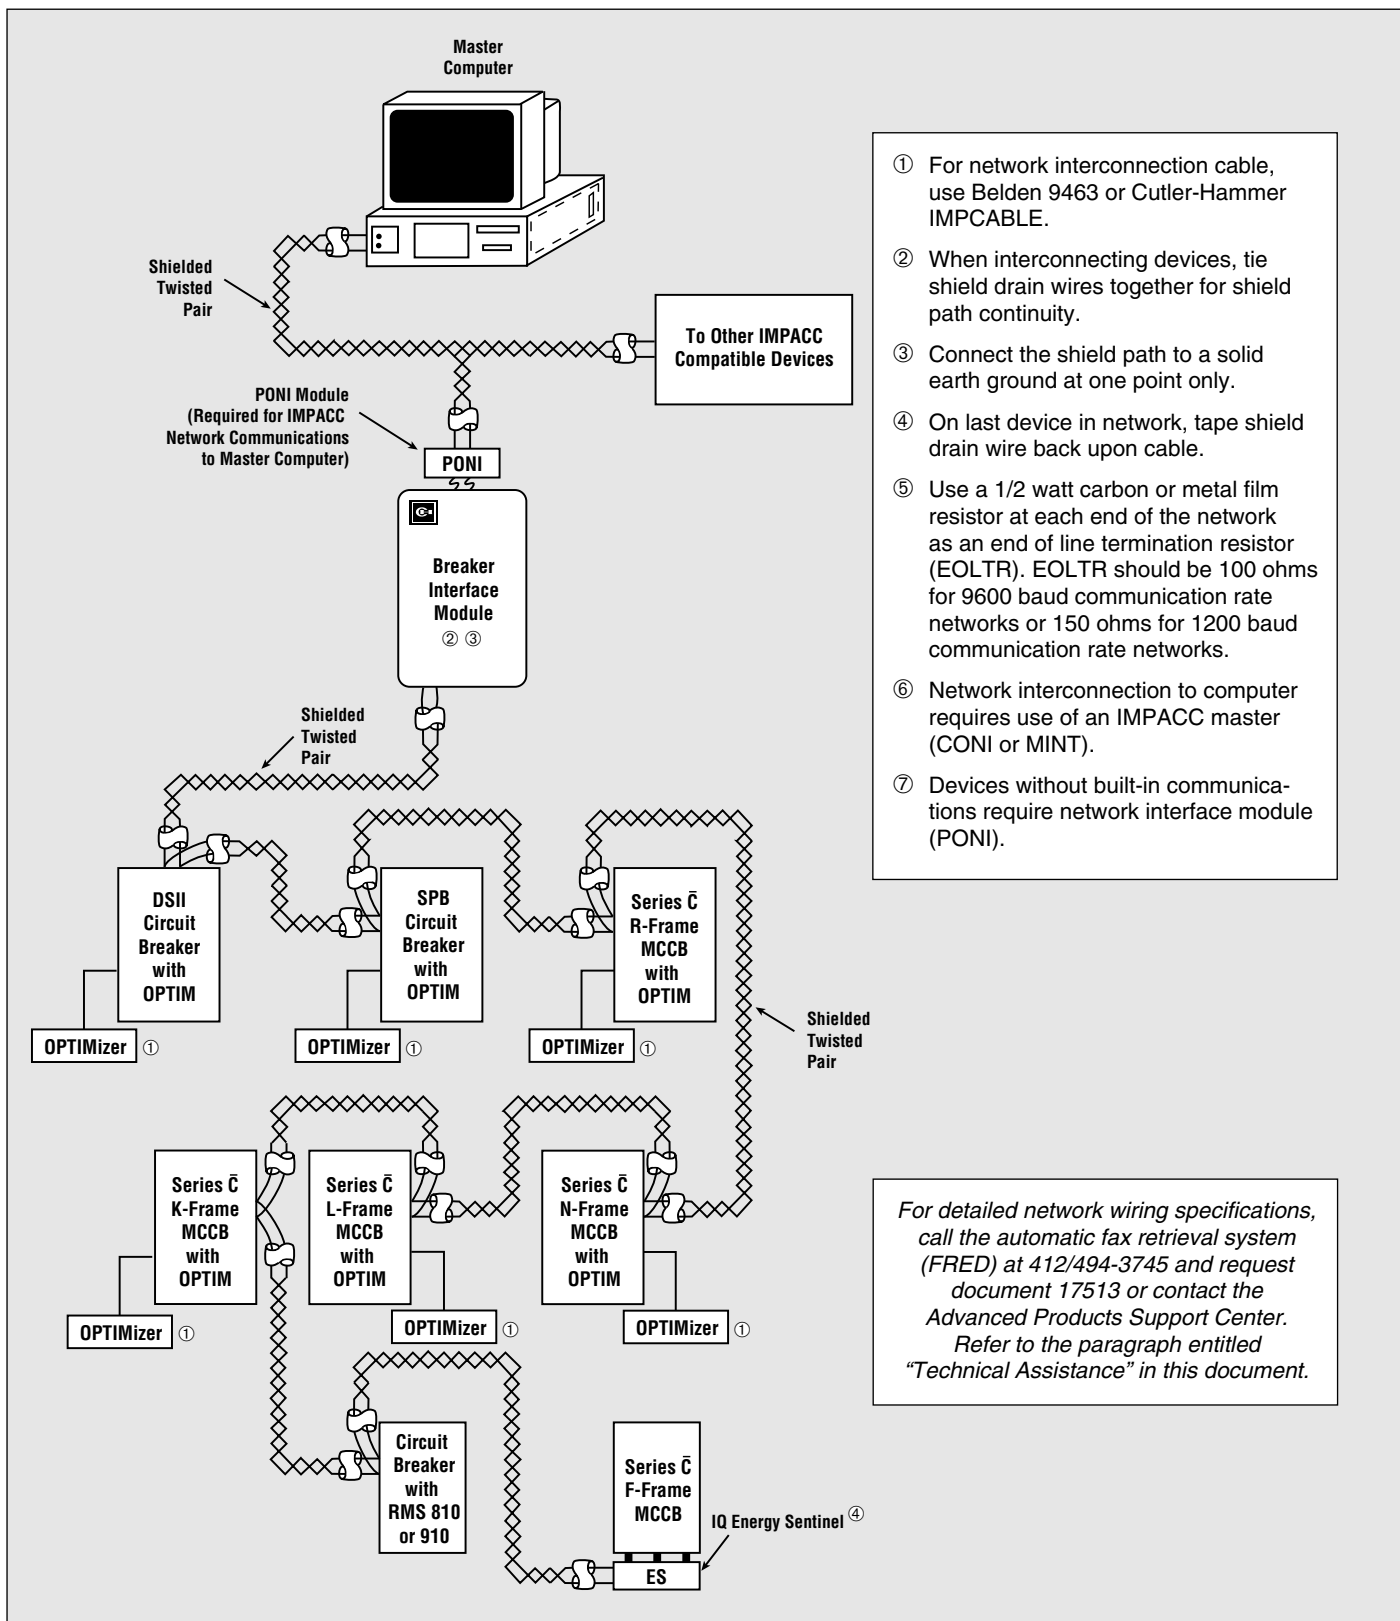 Master
Computer
Shielded
Twisted
Pair
To Other IMPACC
Compatible Devices
PONI Module
(Required for IMPACC
Network Communications
to Master Computer)
PONI
Breaker
Interface
Module
② ③
Shielded
Twisted
Pair
DSII
Circuit
Breaker
with
OPTIM
OPTIMizer ①
SPB
Circuit
Breaker
with
OPTIM
OPTIMizer ①
Series C̄
R-Frame
MCCB
with
OPTIM
OPTIMizer ①
Shielded
Twisted
Pair
Series C̄
K-Frame
MCCB
with
OPTIM
OPTIMizer ①
Series C̄
L-Frame
MCCB
with
OPTIM
OPTIMizer ①
Series C̄
N-Frame
MCCB
with
OPTIM
OPTIMizer ①
Circuit
Breaker
with
RMS 810
or 910
Series C̄
F-Frame
MCCB
ES
IQ Energy Sentinel ④
① For network interconnection cable,
use Belden 9463 or Cutler-Hammer
IMPCABLE.
② When interconnecting devices, tie
shield drain wires together for shield
path continuity.
③ Connect the shield path to a solid
earth ground at one point only.
④ On last device in network, tape shield
drain wire back upon cable.
⑤ Use a 1/2 watt carbon or metal film
resistor at each end of the network
as an end of line termination resistor
(EOLTR). EOLTR should be 100 ohms
for 9600 baud communication rate
networks or 150 ohms for 1200 baud
communication rate networks.
⑥ Network interconnection to computer
requires use of an IMPACC master
(CONI or MINT).
⑦ Devices without built-in communica-
tions require network interface module
(PONI).
For detailed network wiring specifications,
call the automatic fax retrieval system
(FRED) at 412/494-3745 and request
document 17513 or contact the
Advanced Products Support Center.
Refer to the paragraph entitled
“Technical Assistance” in this document.